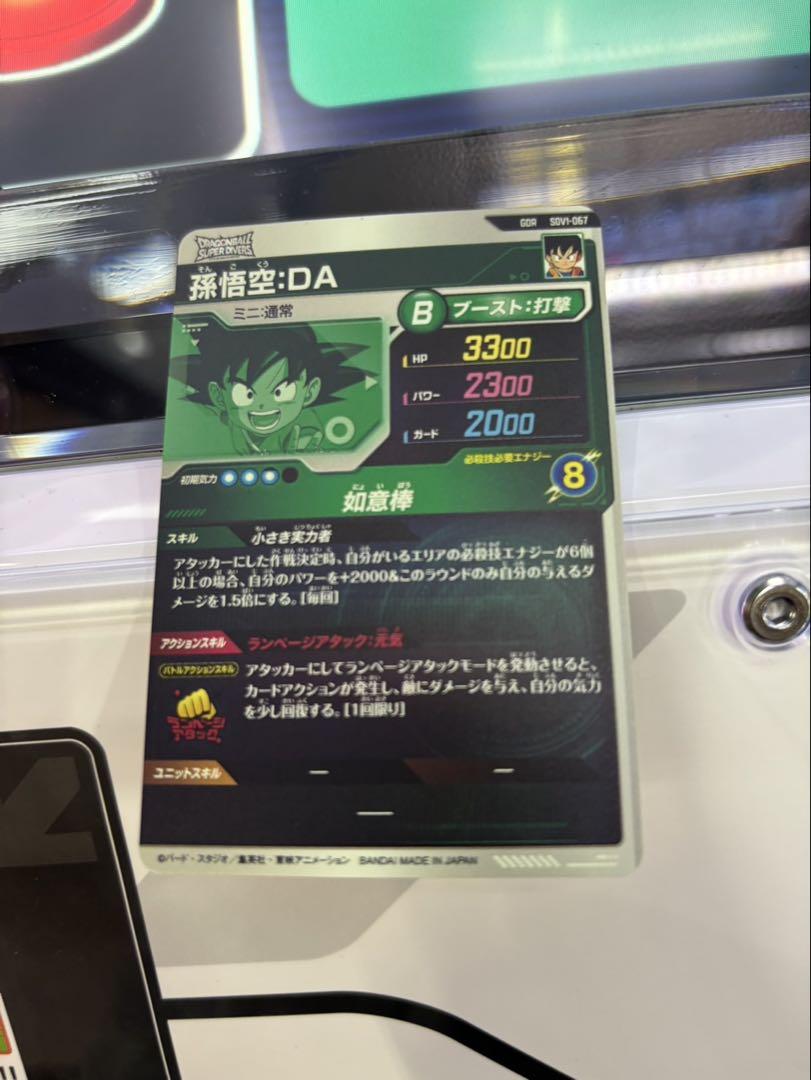 GDR SDV1-067
DRAGONBALL
SUPER DIVERS
そん ご くう
孫悟空:DA
ミニ:通常
B ブースト:打撃
HP 3300
パワー 2300
ガード 2000
初期気力
必殺技必要エナジー
8
にょ い ぼう
如意棒
スキル 小さき実力者
アタッカーにした作戦決定時、自分がいるエリアの必殺技エナジーが6個
以上の場合、自分のパワーを+2000&このラウンドのみ自分の与えるダ
メージを1.5倍にする。[毎回]
アクションスキル ランページアタック:元気
バトルアクションスキル
アタッカーにしてランページアタックモードを発動させると、
カードアクションが発生し、敵にダメージを与え、自分の気力
を少し回復する。[1回限り]
ランページ
アタック
ユニットスキル — —
—
©バード・スタジオ/集英社・東映アニメーション BANDAI MADE IN JAPAN